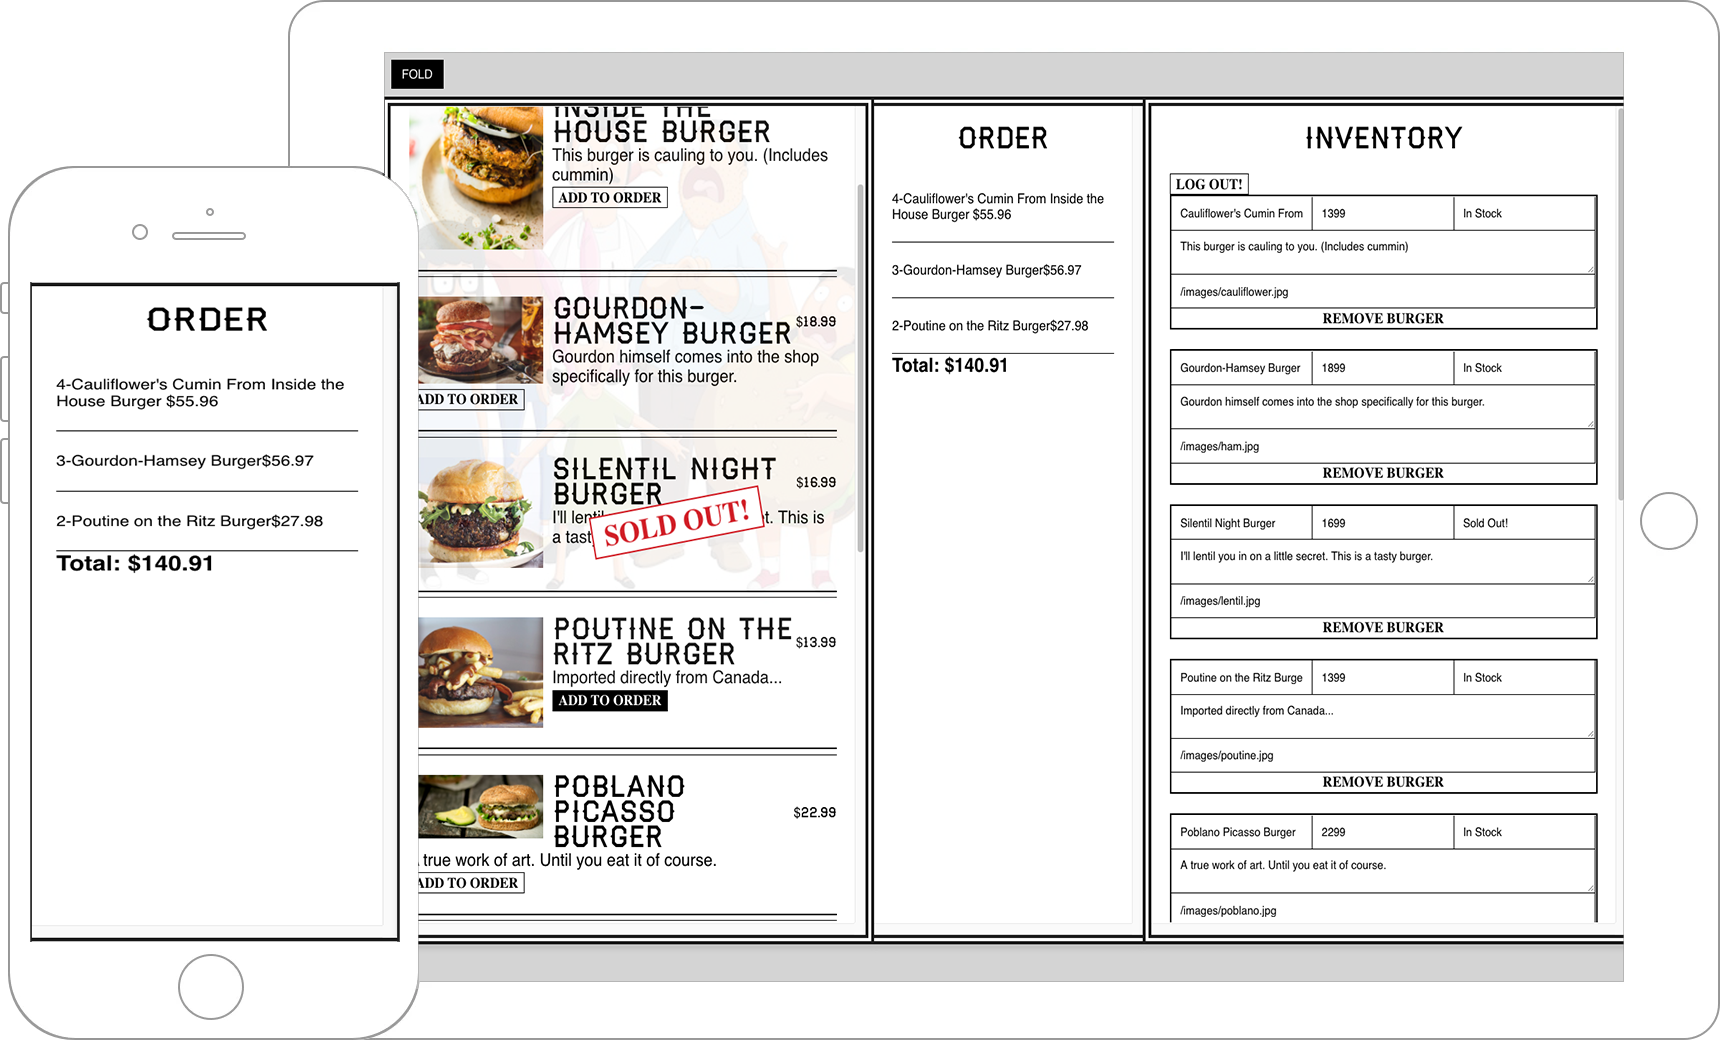 ORDER
4-Cauliflower's Cumin From Inside the
House Burger $55.96
3-Gourdon-Hamsey Burger$56.97
2-Poutine on the Ritz Burger$27.98
Total: $140.91
FOLD
INSIDE THE
HOUSE BURGER
This burger is cauling to you. (Includes
cummin)
ADD TO ORDER
GOURDON-
HAMSEY BURGER
$18.99
Gourdon himself comes into the shop
specifically for this burger.
ADD TO ORDER
SILENTIL NIGHT
BURGER
$16.99
I'll This is
a
SOLD OUT!
POUTINE ON THE
RITZ BURGER
$13.99
Imported directly from Canada...
ADD TO ORDER
POBLANO
PICASSO
BURGER
$22.99
true work of art. Until you eat it of course.
ADD TO ORDER
ORDER
4-Cauliflower's Cumin From Inside the
House Burger $55.96
3-Gourdon-Hamsey Burger$56.97
2-Poutine on the Ritz Burger$27.98
Total: $140.91
INVENTORY
LOG OUT!
Cauliflower's Cumin From 1399 In Stock
This burger is cauling to you. (Includes cummin)
/images/cauliflower.jpg
REMOVE BURGER
Gourdon-Hamsey Burger 1899 In Stock
Gourdon himself comes into the shop specifically for this burger.
/images/ham.jpg
REMOVE BURGER
Silentil Night Burger 1699 Sold Out!
I'll lentil you in on a little secret. This is a tasty burger.
/images/lentil.jpg
REMOVE BURGER
Poutine on the Ritz Burge 1399 In Stock
Imported directly from Canada...
/images/poutine.jpg
REMOVE BURGER
Poblano Picasso Burger 2299 In Stock
A true work of art. Until you eat it of course.
/images/poblano.jpg